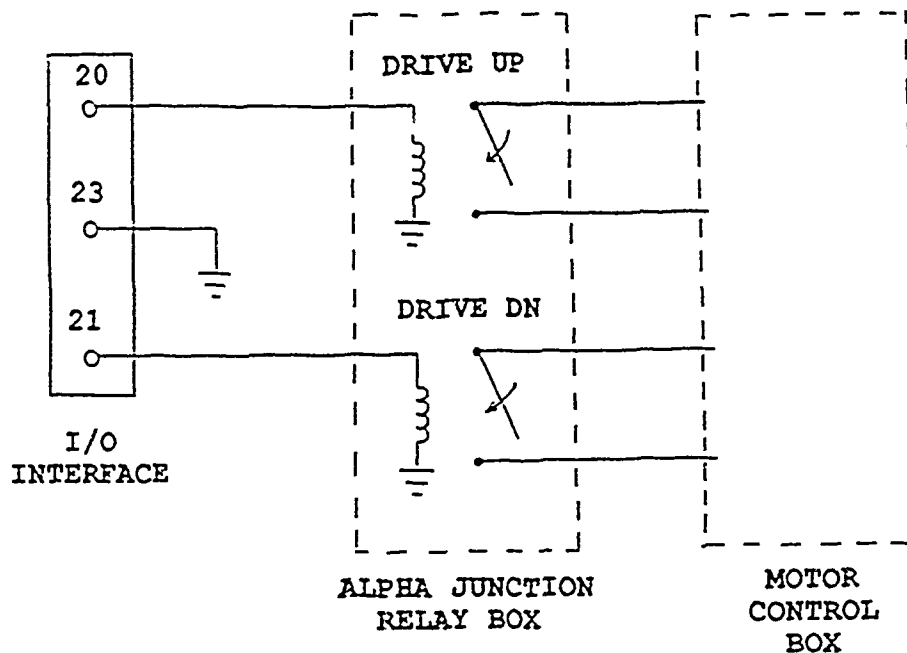 20
DRIVE UP
23
21
DRIVE DN
I/O
INTERFACE
ALPHA JUNCTION
RELAY BOX
MOTOR
CONTROL
BOX